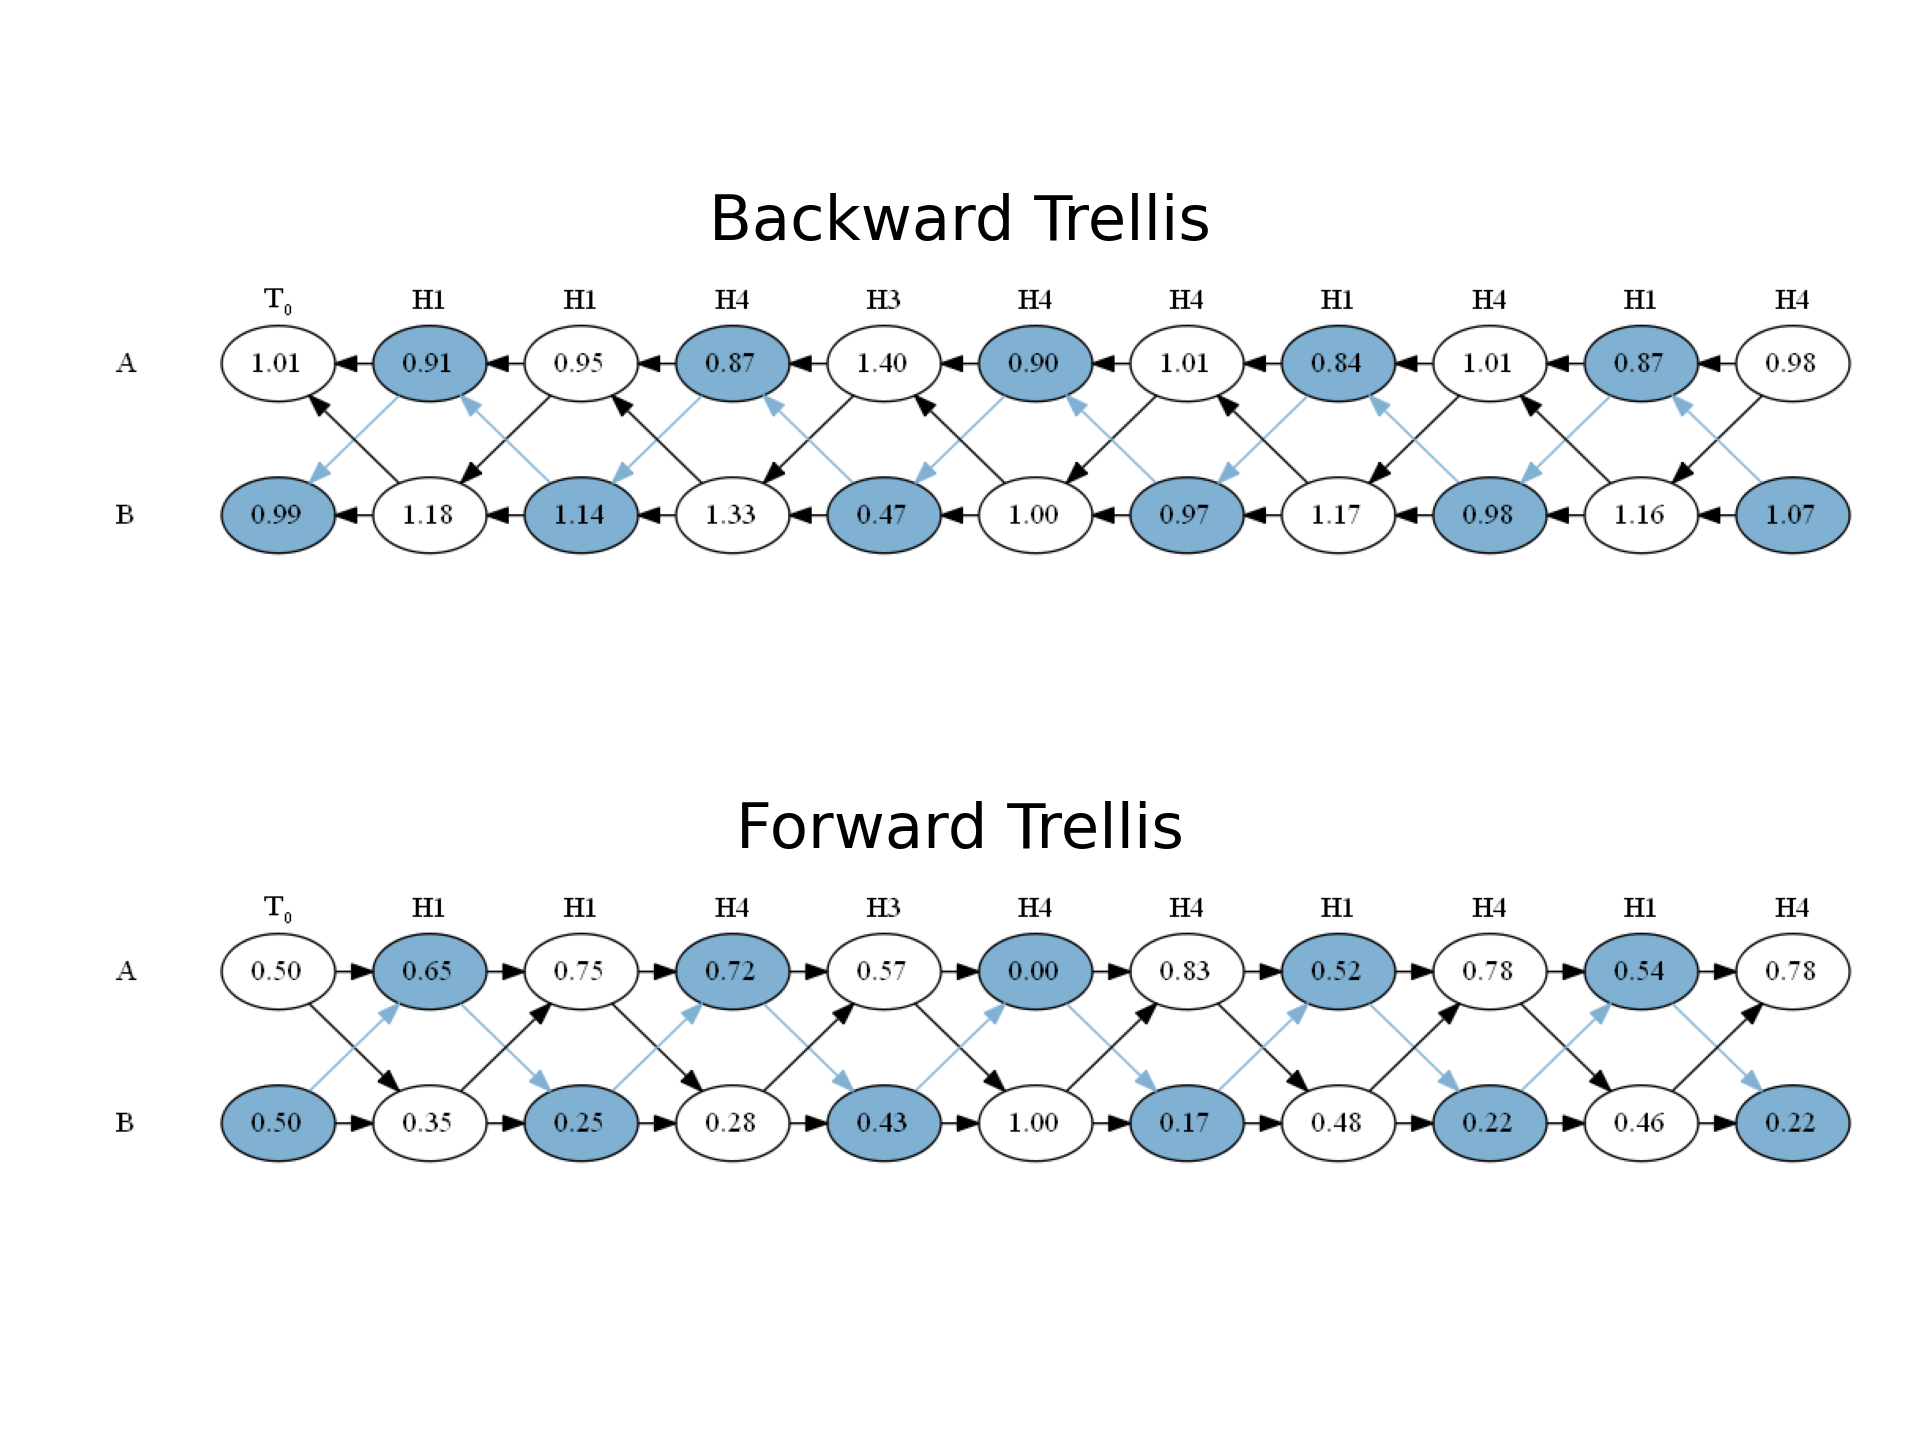 Backward Trellis
T0 H1 H1 H4 H3 H4 H4 H1 H4 H1 H4
A 1.01 0.91 0.95 0.87 1.40 0.90 1.01 0.84 1.01 0.87 0.98
B 0.99 1.18 1.14 1.33 0.47 1.00 0.97 1.17 0.98 1.16 1.07
Forward Trellis
T0 H1 H1 H4 H3 H4 H4 H1 H4 H1 H4
A 0.50 0.65 0.75 0.72 0.57 0.00 0.83 0.52 0.78 0.54 0.78
B 0.50 0.35 0.25 0.28 0.43 1.00 0.17 0.48 0.22 0.46 0.22